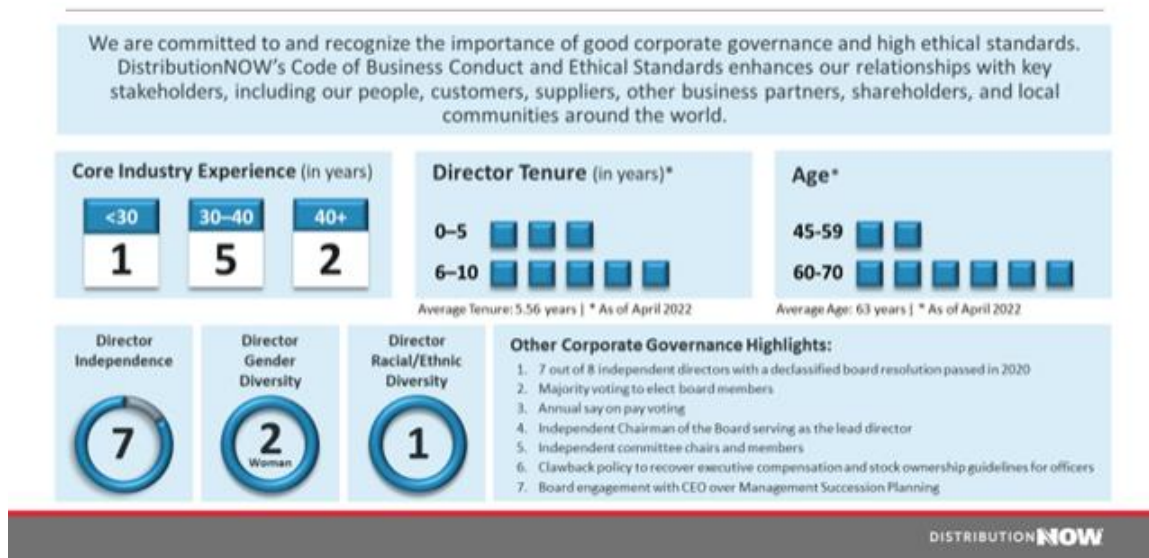 We are committed to and recognize the importance of good corporate governance and high ethical standards.
DistributionNOW's Code of Business Conduct and Ethical Standards enhances our relationships with key
stakeholders, including our people, customers, suppliers, other business partners, shareholders, and local
communities around the world.
Core Industry Experience (in years)
<30 30–40 40+
1 5 2
Director Tenure (in years)*
0–5
6–10
Average Tenure: 5.56 years | * As of April 2022
Age*
45-59
60-70
Average Age: 63 years | * As of April 2022
Director
Independence
7
Director
Gender
Diversity
2
Woman
Director
Racial/Ethnic
Diversity
1
Other Corporate Governance Highlights:
1. 7 out of 8 independent directors with a declassified board resolution passed in 2020
2. Majority voting to elect board members
3. Annual say on pay voting
4. Independent Chairman of the Board serving as the lead director
5. Independent committee chairs and members
6. Clawback policy to recover executive compensation and stock ownership guidelines for officers
7. Board engagement with CEO over Management Succession Planning
DISTRIBUTION NOW